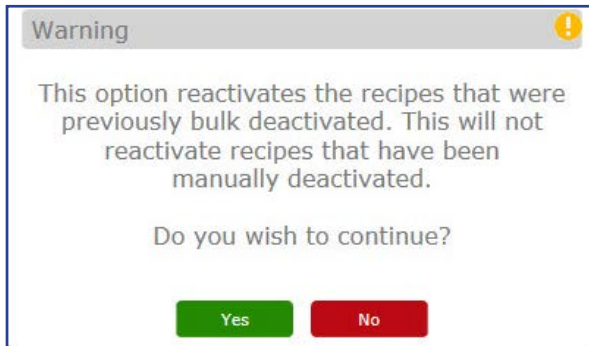 Warning
This option reactivates the recipes that were
previously bulk deactivated. This will not
reactivate recipes that have been
manually deactivated.
Do you wish to continue?
Yes No